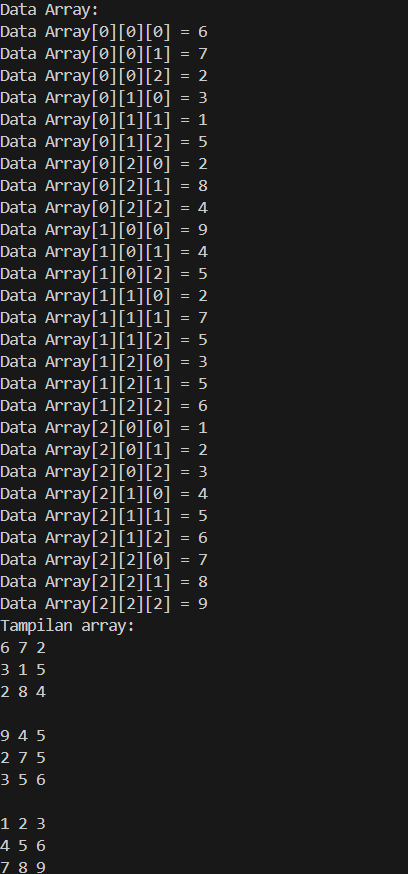 Data Array:
Data Array[0][0][0] = 6
Data Array[0][0][1] = 7
Data Array[0][0][2] = 2
Data Array[0][1][0] = 3
Data Array[0][1][1] = 1
Data Array[0][1][2] = 5
Data Array[0][2][0] = 2
Data Array[0][2][1] = 8
Data Array[0][2][2] = 4
Data Array[1][0][0] = 9
Data Array[1][0][1] = 4
Data Array[1][0][2] = 5
Data Array[1][1][0] = 2
Data Array[1][1][1] = 7
Data Array[1][1][2] = 5
Data Array[1][2][0] = 3
Data Array[1][2][1] = 5
Data Array[1][2][2] = 6
Data Array[2][0][0] = 1
Data Array[2][0][1] = 2
Data Array[2][0][2] = 3
Data Array[2][1][0] = 4
Data Array[2][1][1] = 5
Data Array[2][1][2] = 6
Data Array[2][2][0] = 7
Data Array[2][2][1] = 8
Data Array[2][2][2] = 9
Tampilan array:
6 7 2
3 1 5
2 8 4

9 4 5
2 7 5
3 5 6

1 2 3
4 5 6
7 8 9